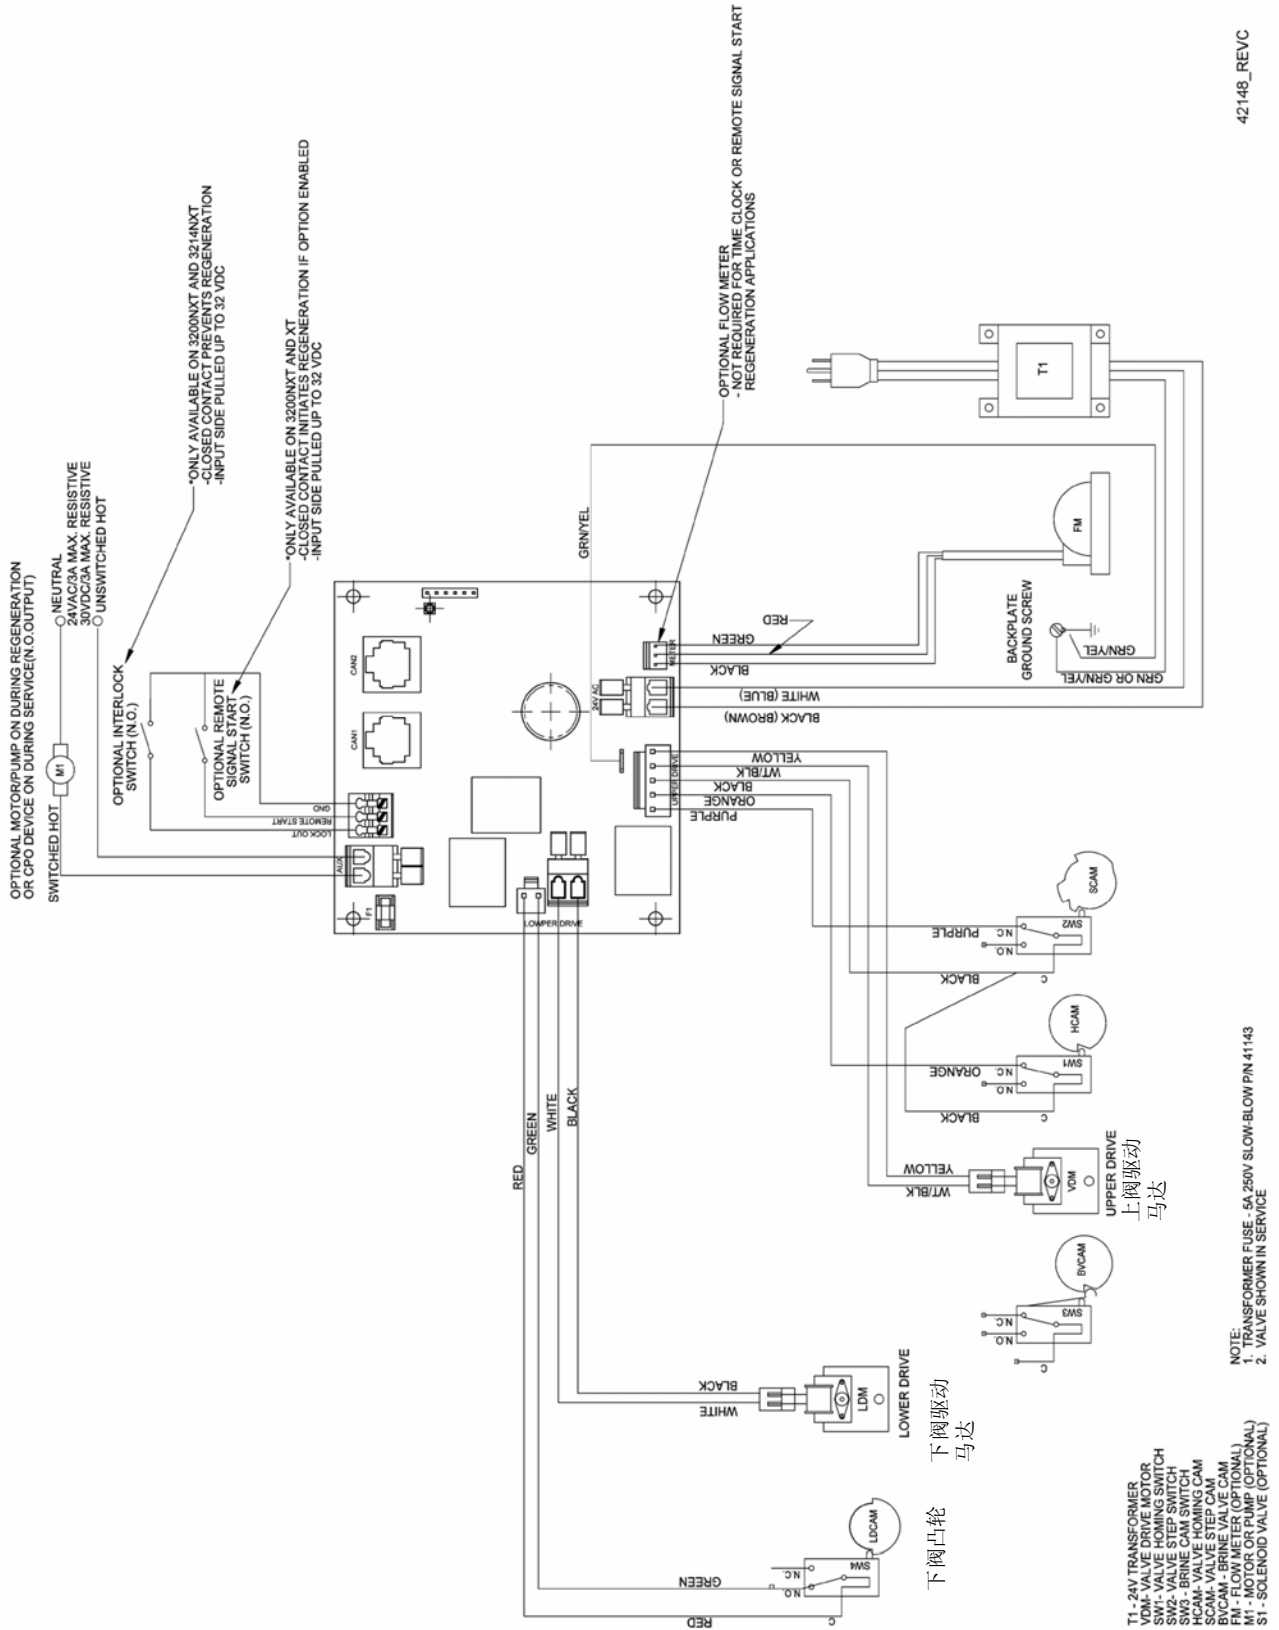 OPTIONAL MOTOR/PUMP ON DURING REGENERATION
OR CPO DEVICE ON DURING SERVICE(N.O.OUTPUT)
SWITCHED HOT
M1
NEUTRAL
24VAC/3A MAX. RESISTIVE
30VDC/3A MAX. RESISTIVE
UNSWITCHED HOT
OPTIONAL INTERLOCK
SWITCH (N.O.)
*ONLY AVAILABLE ON 3200NXT AND 3214NXT
-CLOSED CONTACT PREVENTS REGENERATION
-INPUT SIDE PULLED UP TO 32 VDC
OPTIONAL REMOTE
SIGNAL START
SWITCH (N.O.)
*ONLY AVAILABLE ON 3200NXT AND XT
-CLOSED CONTACT INITIATES REGENERATION IF OPTION ENABLED
-INPUT SIDE PULLED UP TO 32 VDC
F1
AUX
LOCK OUT
REMOTE START
GND
CAN1
CAN2
LOWPER DRIVE
UPPER DRIVE
24V AC
METER
GRN/YEL
OPTIONAL FLOW METER
- NOT REQUIRED FOR TIME CLOCK OR REMOTE SIGNAL START
REGENERATION APPLICATIONS
RED
GREEN
WHITE
BLACK
PURPLE
ORANGE
BLACK
WT/BLK
YELLOW
BLACK (BROWN)
WHITE (BLUE)
BLACK
GREEN
RED
T1
FM
BACKPLATE
GROUND SCREW
GRN/YEL
GRN OR GRN/YEL
PURPLE
N.C.
N.O.
BLACK
C
SW2
SCAM
ORANGE
N.C.
N.O.
BLACK
C
SW1
HCAM
YELLOW
WT/BLK
VDM
UPPER DRIVE
上阀驱动
马达
N.C.
N.O.
C
SW3
BVCAM
BLACK
WHITE
LDM
LOWER DRIVE
下阀驱动
马达
GREEN
RED
N.C.
N.O.
C
SW4
LDCAM
下阀凸轮
T1 - 24V TRANSFORMER
VDM- VALVE DRIVE MOTOR
SW1- VALVE HOMING SWITCH
SW2- VALVE STEP SWITCH
SW3 - BRINE CAM SWITCH
HCAM- VALVE HOMING CAM
SCAM- VALVE STEP CAM
BVCAM - BRINE VALVE CAM
FM - FLOW METER (OPTIONAL)
M1 - MOTOR OR PUMP (OPTIONAL)
S1 - SOLENOID VALVE (OPTIONAL)
NOTE:
1. TRANSFORMER FUSE - 5A 250V SLOW-BLOW P/N 41143
2. VALVE SHOWN IN SERVICE
42148_REVC